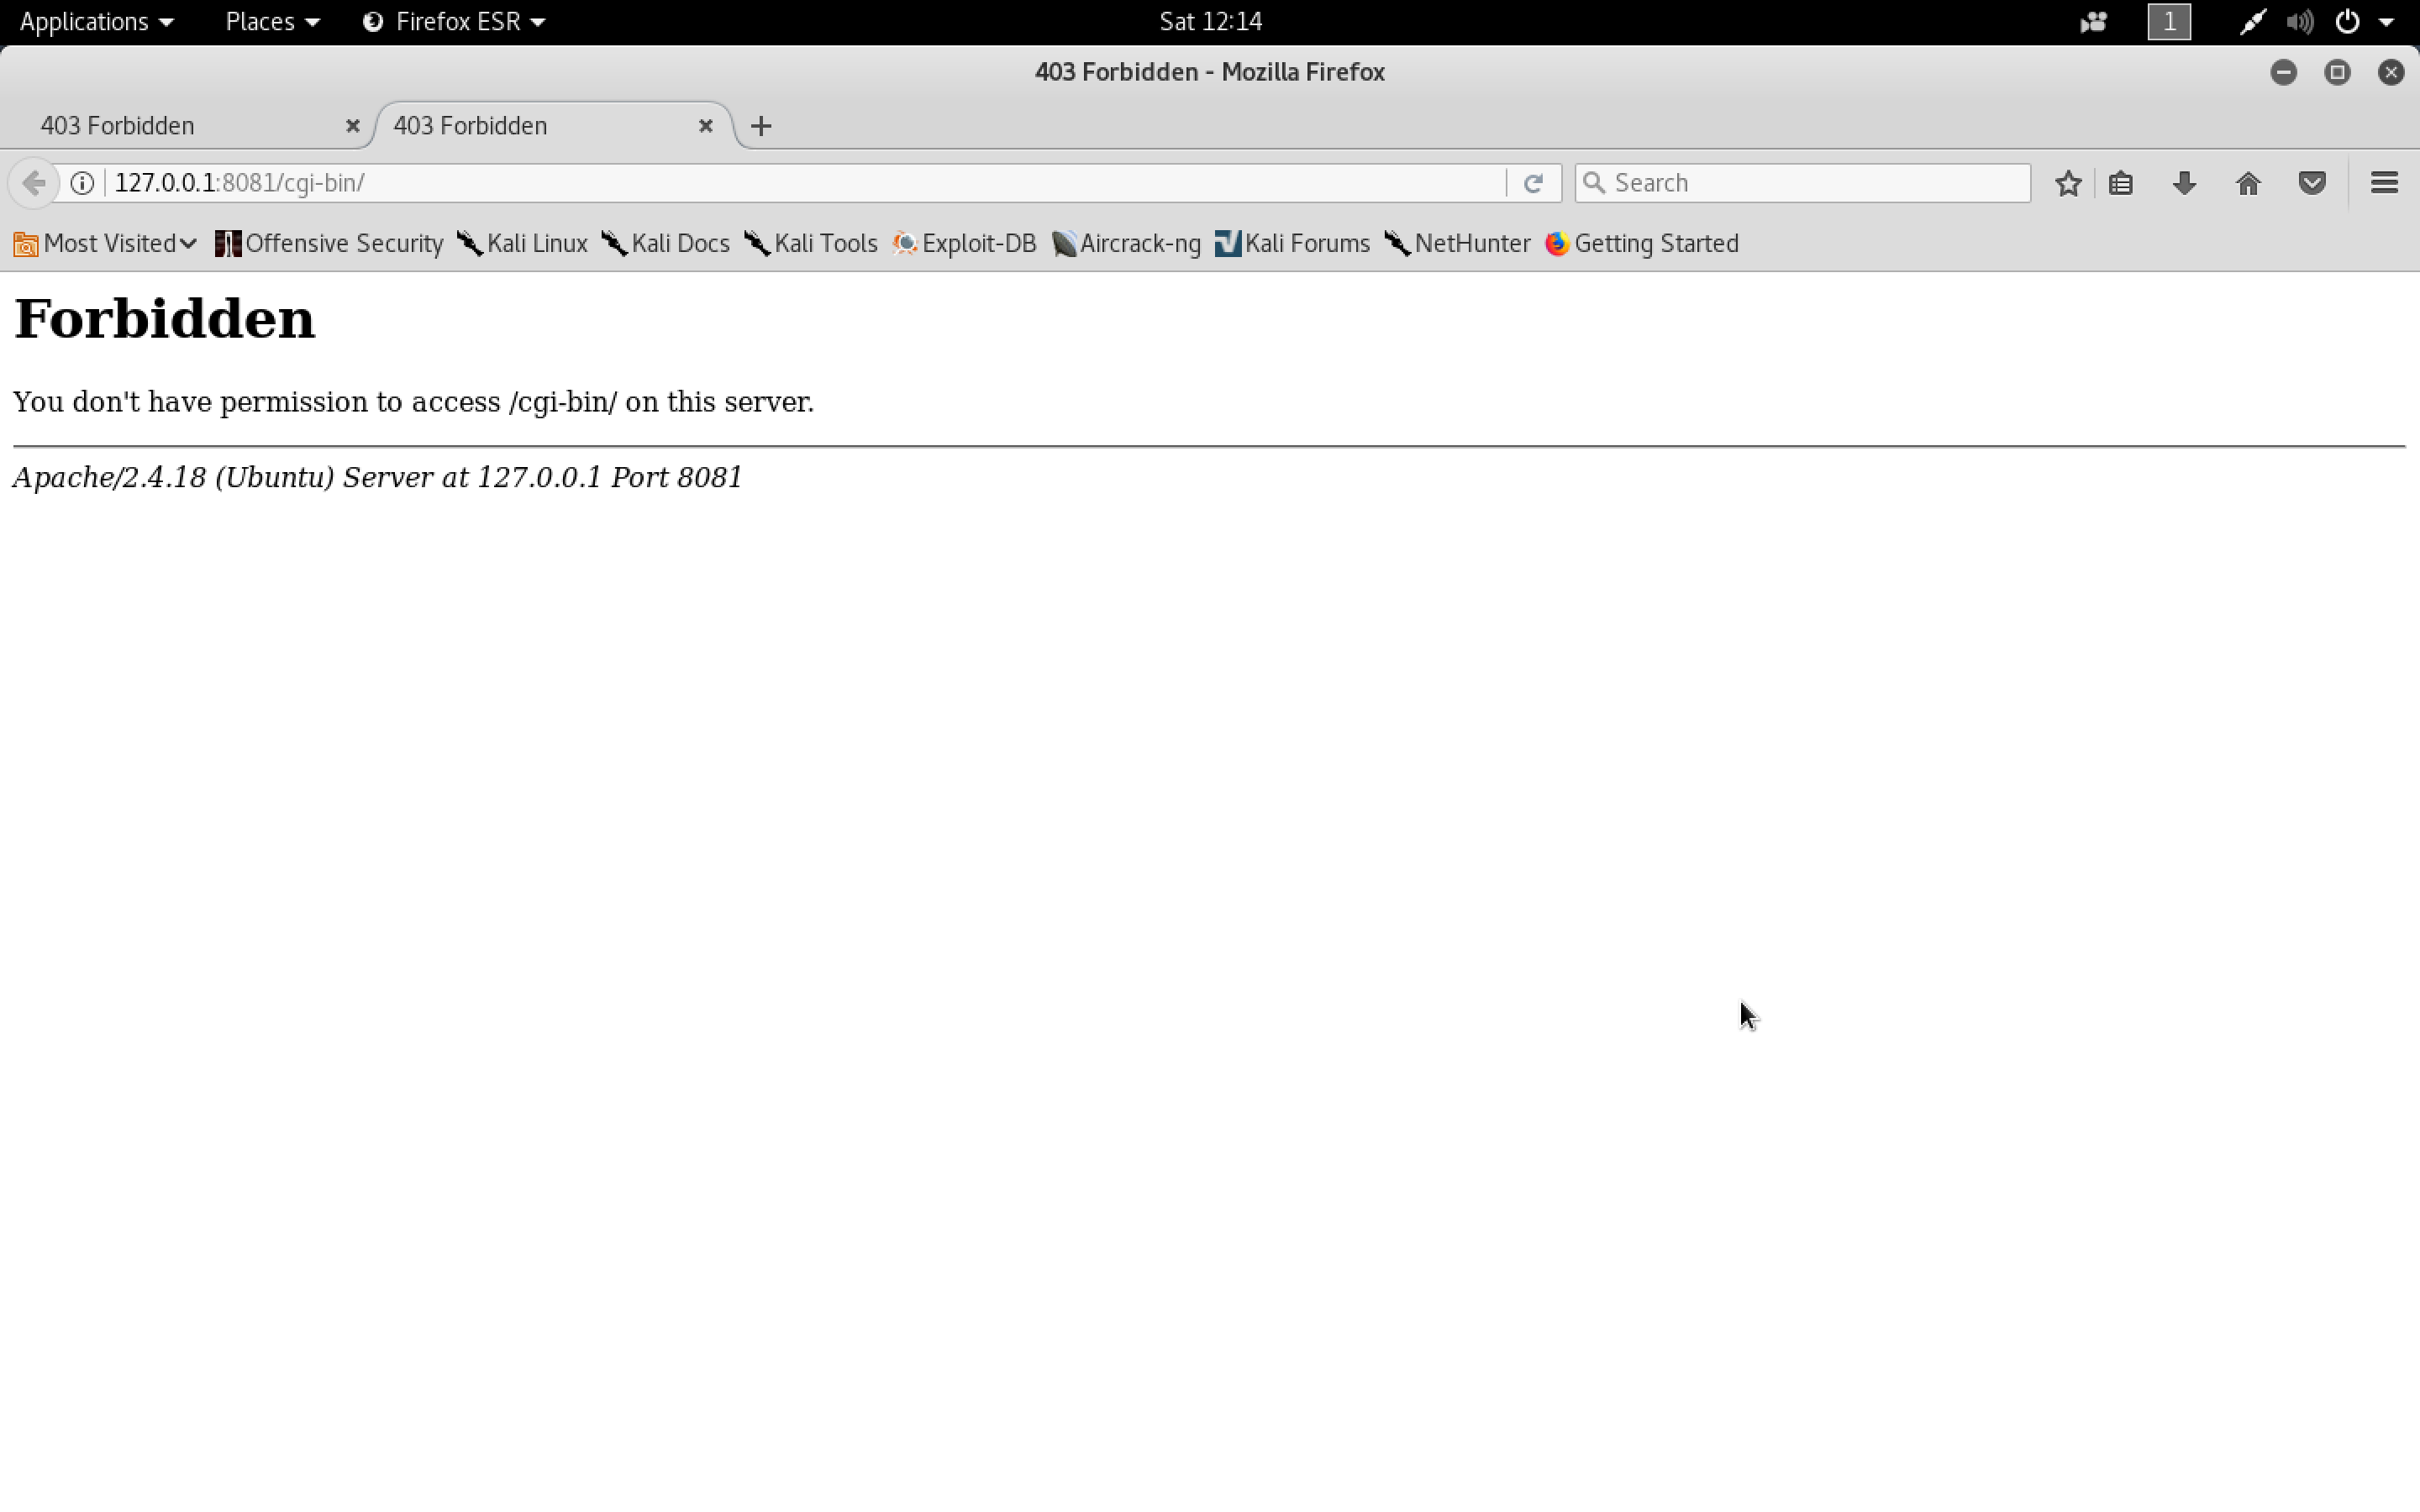 Applications Places Firefox ESR Sat 12:14 1
403 Forbidden - Mozilla Firefox
403 Forbidden 403 Forbidden
127.0.0.1:8081/cgi-bin/ Search
Most Visited Offensive Security Kali Linux Kali Docs Kali Tools Exploit-DB Aircrack-ng Kali Forums NetHunter Getting Started
Forbidden
You don't have permission to access /cgi-bin/ on this server.
Apache/2.4.18 (Ubuntu) Server at 127.0.0.1 Port 8081